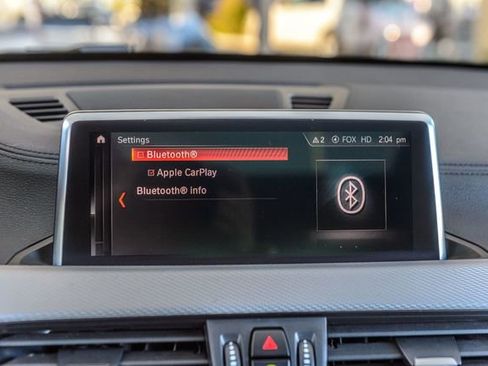 Settings
2 FOX HD 2:04 pm
Bluetooth®
Apple CarPlay
Bluetooth® info